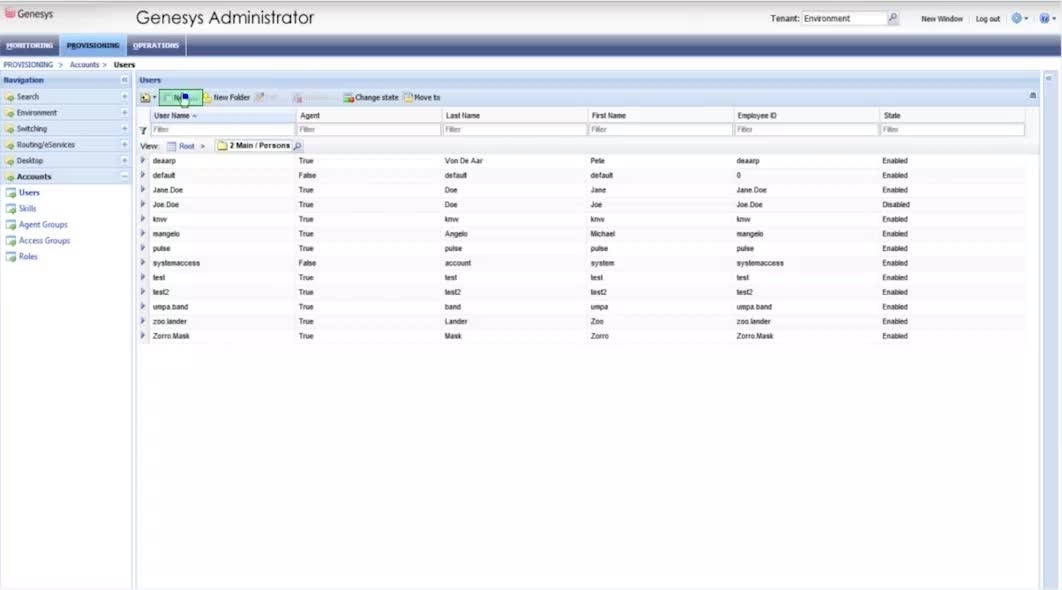 Genesys
Genesys Administrator
Tenant: Environment New Window Log out
MONITORING PROVISIONING OPERATIONS
PROVISIONING > Accounts > Users
Navigation
Search
Environment
Switching
Routing/eServices
Desktop
Accounts
Users
Skills
Agent Groups
Access Groups
Roles
Users
New Folder Change state Move to
User Name Agent Last Name First Name Employee ID State
Filter Filter Filter Filter Filter Filter
View: Root > 2 Main / Persons
deaarp True Von De Aar Pete deaarp Enabled
default False default default 0 Enabled
Jane.Doe True Doe Jane Jane.Doe Enabled
Joe.Doe True Doe Joe Joe.Doe Disabled
knw True knw knw knw Enabled
mangelo True Angelo Michael mangelo Enabled
pulse True pulse pulse pulse Enabled
systemaccess False account system systemaccess Enabled
test True test test test Enabled
test2 True test2 test2 test2 Enabled
umpa.band True band umpa umpa.band Enabled
zoo.lander True Lander Zoo zoo.lander Enabled
Zorro.Mask True Mask Zorro Zorro.Mask Enabled